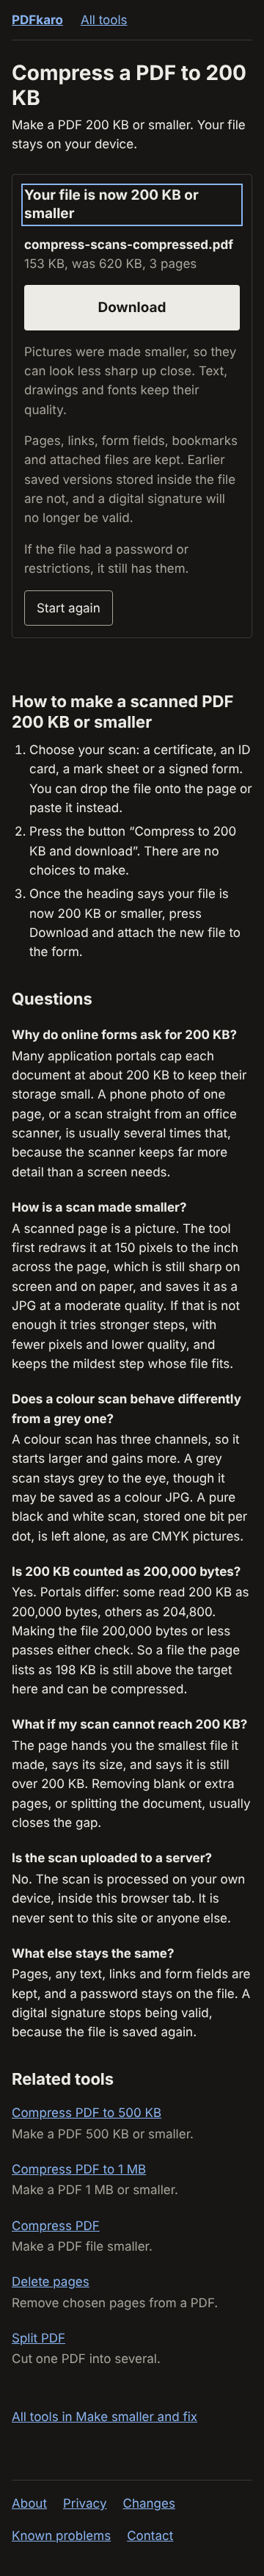 PDFkaro All tools
Compress a PDF to 200
KB
Make a PDF 200 KB or smaller. Your file
stays on your device.
Your file is now 200 KB or
smaller
compress-scans-compressed.pdf
153 KB, was 620 KB, 3 pages
Download
Pictures were made smaller, so they
can look less sharp up close. Text,
drawings and fonts keep their
quality.
Pages, links, form fields, bookmarks
and attached files are kept. Earlier
saved versions stored inside the file
are not, and a digital signature will
no longer be valid.
If the file had a password or
restrictions, it still has them.
Start again
How to make a scanned PDF
200 KB or smaller
1. Choose your scan: a certificate, an ID
card, a mark sheet or a signed form.
You can drop the file onto the page or
paste it instead.
2. Press the button “Compress to 200
KB and download”. There are no
choices to make.
3. Once the heading says your file is
now 200 KB or smaller, press
Download and attach the new file to
the form.
Questions
Why do online forms ask for 200 KB?
Many application portals cap each
document at about 200 KB to keep their
storage small. A phone photo of one
page, or a scan straight from an office
scanner, is usually several times that,
because the scanner keeps far more
detail than a screen needs.
How is a scan made smaller?
A scanned page is a picture. The tool
first redraws it at 150 pixels to the inch
across the page, which is still sharp on
screen and on paper, and saves it as a
JPG at a moderate quality. If that is not
enough it tries stronger steps, with
fewer pixels and lower quality, and
keeps the mildest step whose file fits.
Does a colour scan behave differently
from a grey one?
A colour scan has three channels, so it
starts larger and gains more. A grey
scan stays grey to the eye, though it
may be saved as a colour JPG. A pure
black and white scan, stored one bit per
dot, is left alone, as are CMYK pictures.
Is 200 KB counted as 200,000 bytes?
Yes. Portals differ: some read 200 KB as
200,000 bytes, others as 204,800.
Making the file 200,000 bytes or less
passes either check. So a file the page
lists as 198 KB is still above the target
here and can be compressed.
What if my scan cannot reach 200 KB?
The page hands you the smallest file it
made, says its size, and says it is still
over 200 KB. Removing blank or extra
pages, or splitting the document, usually
closes the gap.
Is the scan uploaded to a server?
No. The scan is processed on your own
device, inside this browser tab. It is
never sent to this site or anyone else.
What else stays the same?
Pages, any text, links and form fields are
kept, and a password stays on the file. A
digital signature stops being valid,
because the file is saved again.
Related tools
Compress PDF to 500 KB
Make a PDF 500 KB or smaller.
Compress PDF to 1 MB
Make a PDF 1 MB or smaller.
Compress PDF
Make a PDF file smaller.
Delete pages
Remove chosen pages from a PDF.
Split PDF
Cut one PDF into several.
All tools in Make smaller and fix
About Privacy Changes
Known problems Contact